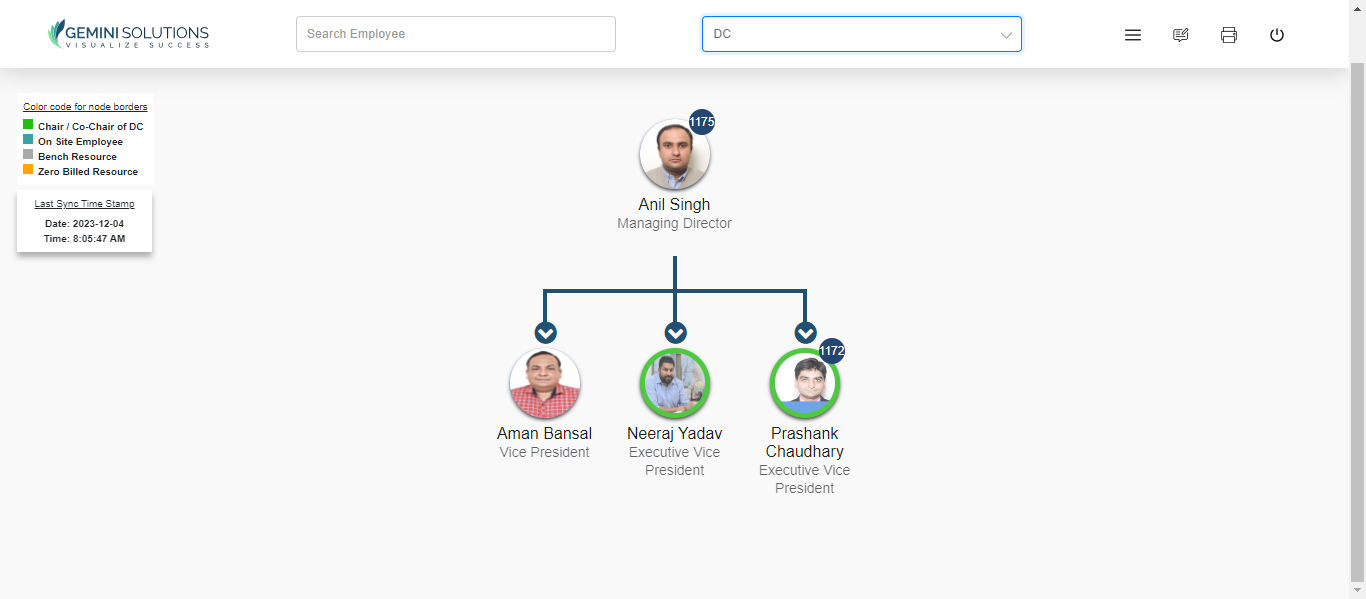 GEMINI SOLUTIONS
VISUALIZE SUCCESS
Search Employee
DC
Color code for node borders
Chair / Co-Chair of DC
On Site Employee
Bench Resource
Zero Billed Resource
Last Sync Time Stamp
Date: 2023-12-04
Time: 8:05:47 AM
1175
Anil Singh
Managing Director
Aman Bansal
Vice President
Neeraj Yadav
Executive Vice
President
1172
Prashank
Chaudhary
Executive Vice
President